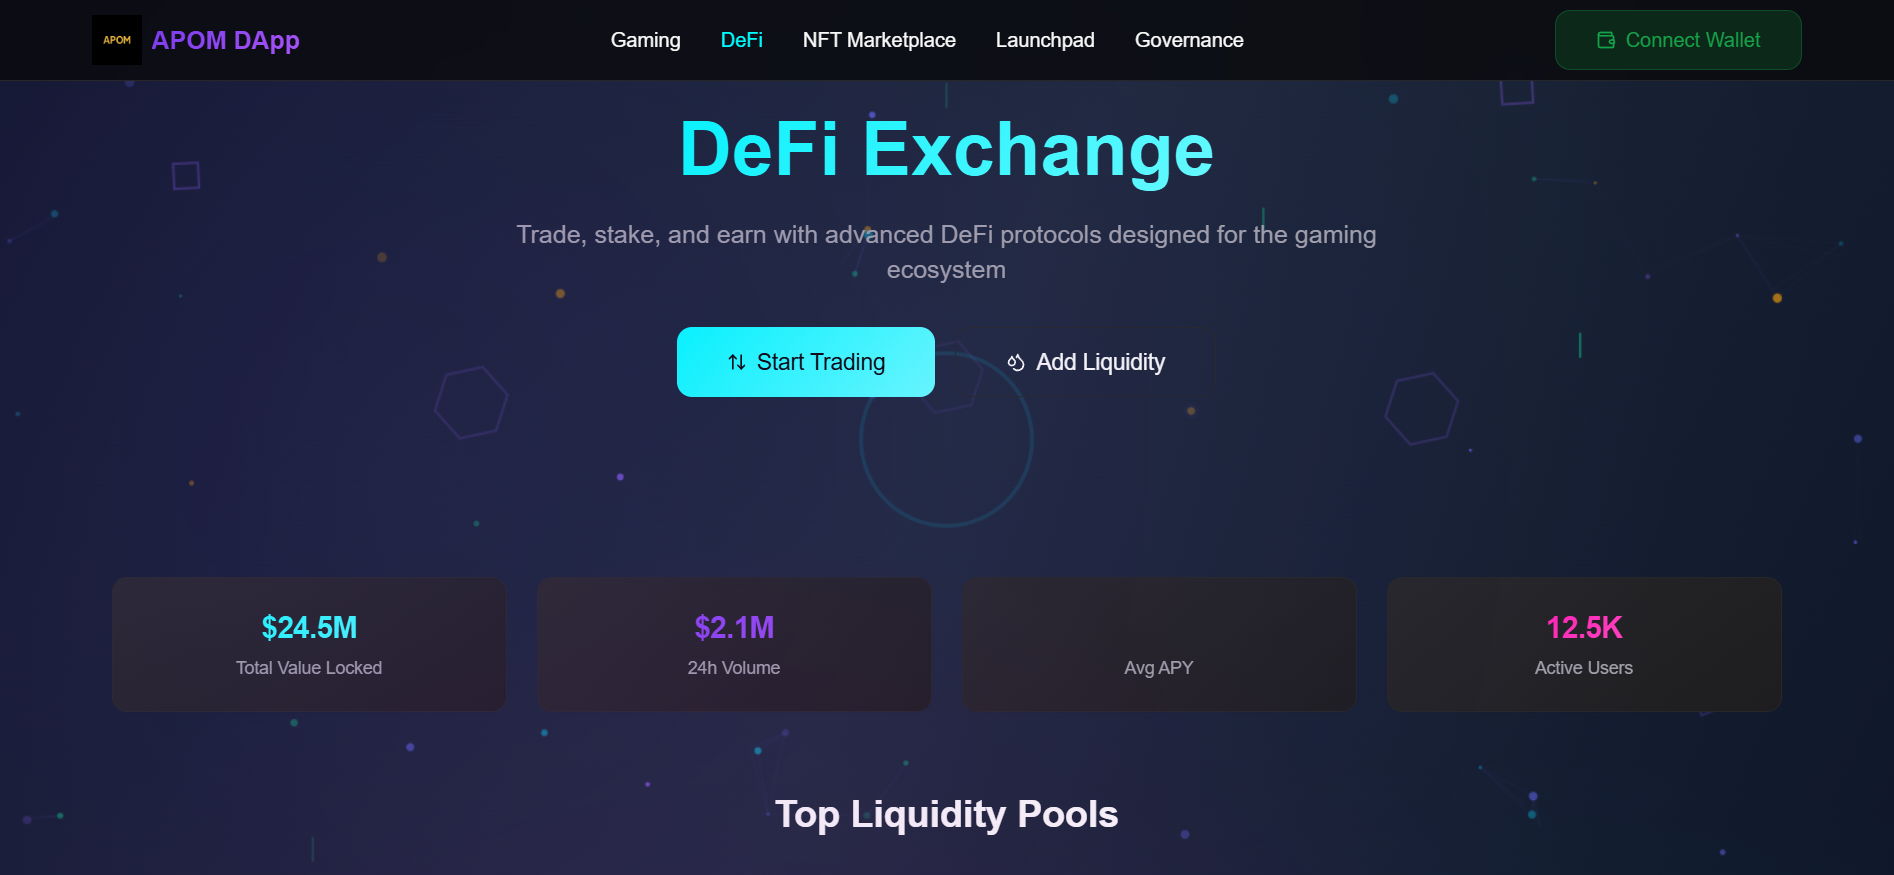 APOM
APOM DApp
Gaming
DeFi
NFT Marketplace
Launchpad
Governance
Connect Wallet
DeFi Exchange
Trade, stake, and earn with advanced DeFi protocols designed for the gaming
ecosystem
Start Trading
Add Liquidity
$24.5M
Total Value Locked
$2.1M
24h Volume
Avg APY
12.5K
Active Users
Top Liquidity Pools